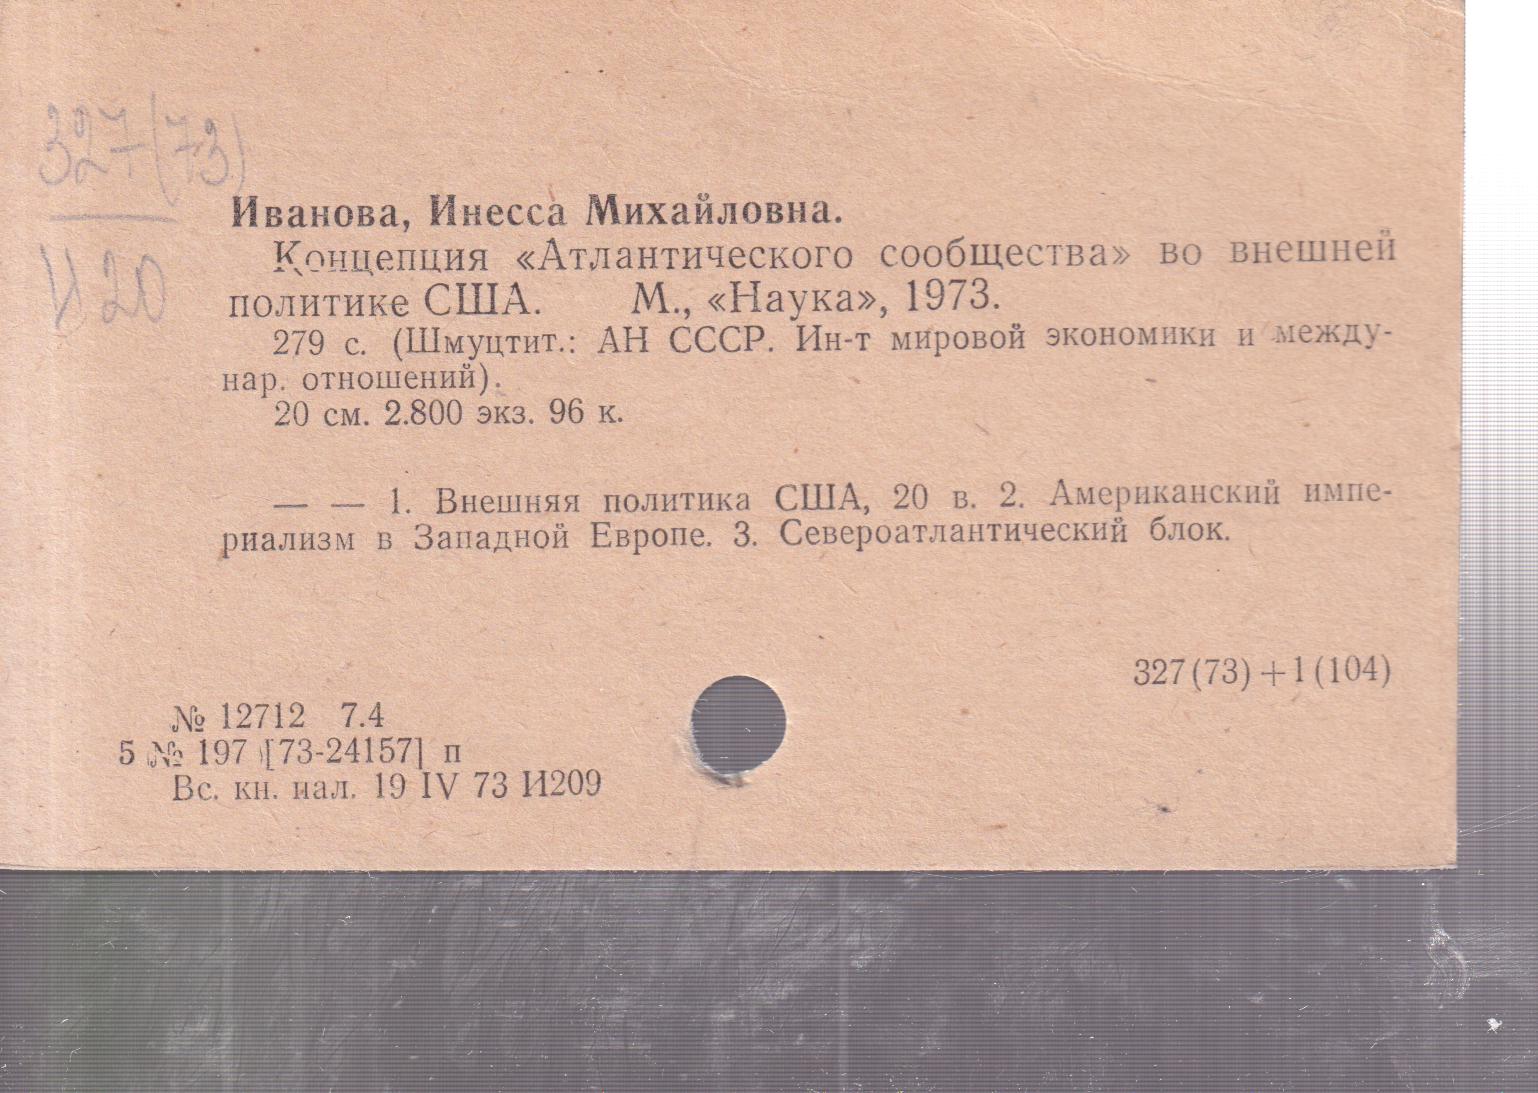 327(73)
И 20
Иванова, Инесса Михайловна.
Концепция «Атлантического сообщества» во внешней
политике США. М., «Наука», 1973.
279 с. (Шмуцтит.: АН СССР. Ин-т мировой экономики и между-
нар. отношений).
20 см. 2.800 экз. 96 к.
— — 1. Внешняя политика США, 20 в. 2. Американский импе-
риализм в Западной Европе. 3. Североатлантический блок.
327(73)+1(104)
№ 12712 7.4
5 № 197 [73-24157] п
Вс. кн. пал. 19 IV 73 И209